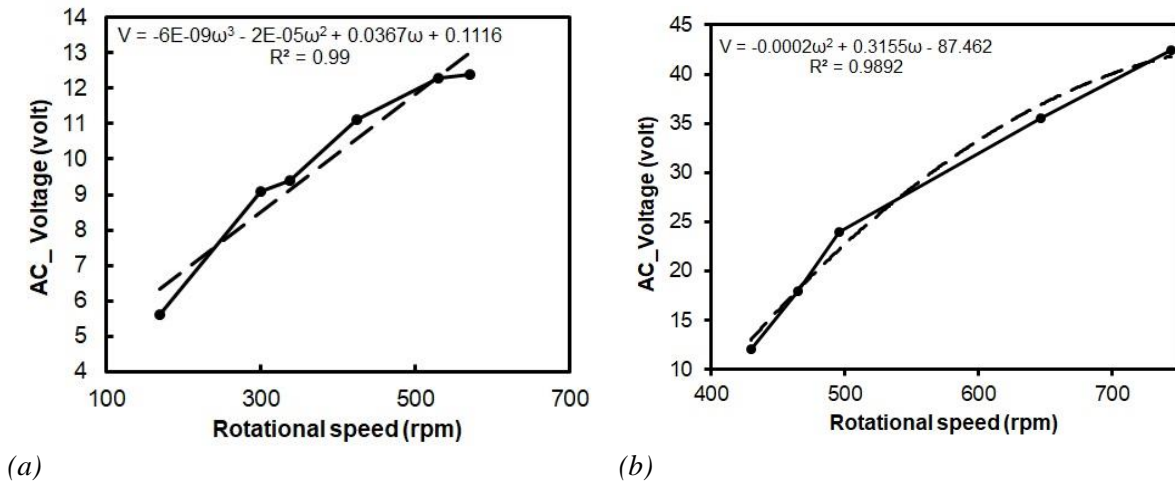 V = -6E-09ω³ - 2E-05ω² + 0.0367ω + 0.1116
R² = 0.99
14
13
12
11
10
9
8
7
6
5
4
AC_ Voltage (volt)
100
300
500
700
Rotational speed (rpm)
(a)
V = -0.0002ω² + 0.3155ω - 87.462
R² = 0.9892
45
40
35
30
25
20
15
10
AC_Voltage (volt)
400
500
600
700
Rotational speed (rpm)
(b)